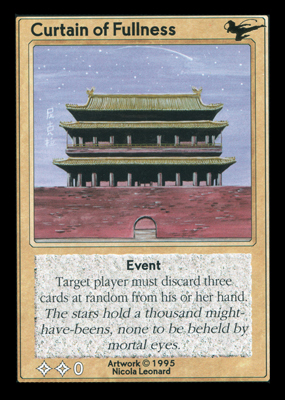 Curtain of Fullness
Event
Target player must discard three
cards at random from his or her hand.
The stars hold a thousand might-
have-beens, none to be beheld by
mortal eyes.
0
Artwork © 1995
Nicola Leonard